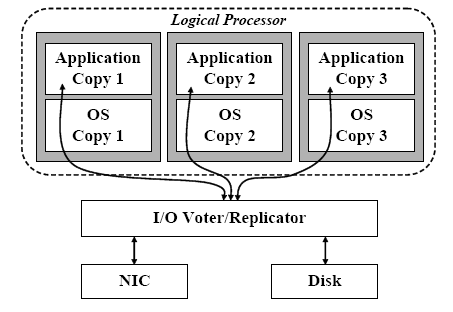 Logical Processor
Application
Copy 1
Application
Copy 2
Application
Copy 3
OS
Copy 1
OS
Copy 2
OS
Copy 3
I/O Voter/Replicator
NIC
Disk